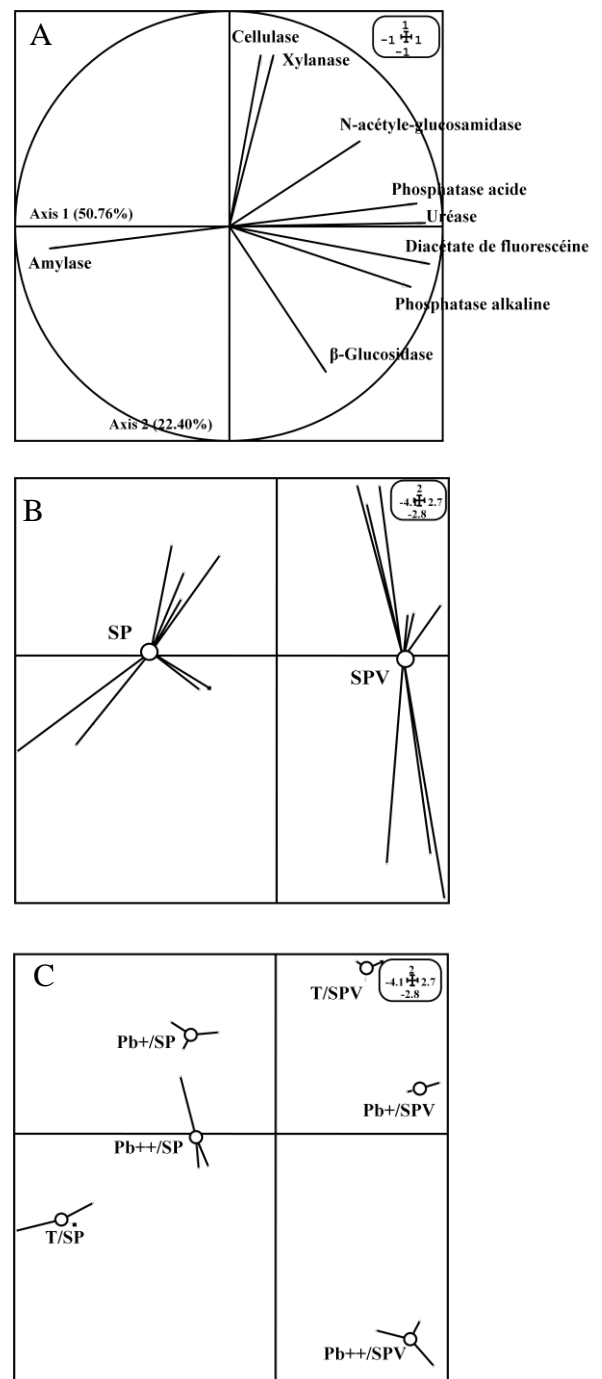 A
1
-1 1
-1
Cellulase
Xylanase
N-acétyle-glucosamidase
Phosphatase acide
Axis 1 (50.76%)
Uréase
Diacétate de fluorescéine
Amylase
Phosphatase alkaline
β-Glucosidase
Axis 2 (22.40%)
B
2
2.7
-2.8
SP
SPV
C
2
-4.1 2.7
-2.8
T/SPV
Pb+/SP
Pb+/SPV
Pb++/SP
T/SP
Pb++/SPV